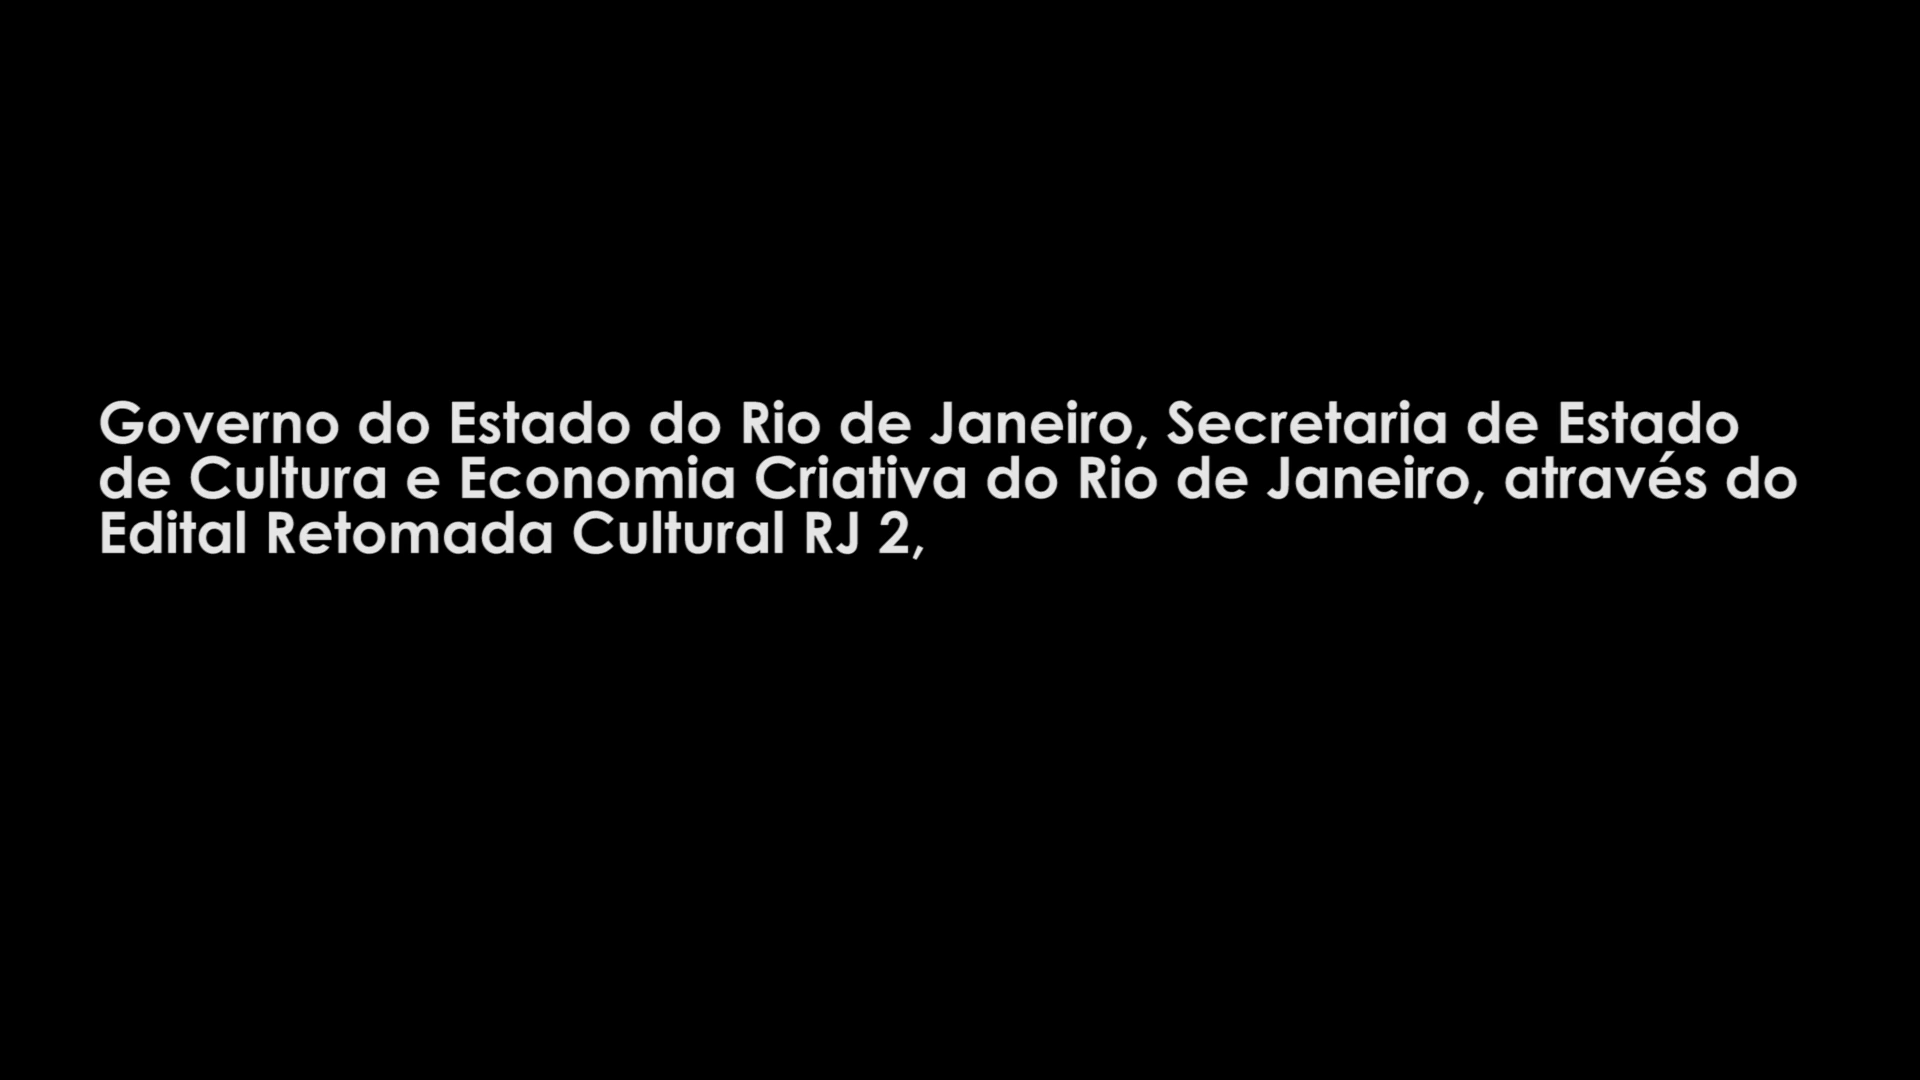 Governo do Estado do Rio de Janeiro, Secretaria de Estado
de Cultura e Economia Criativa do Rio de Janeiro, através do
Edital Retomada Cultural RJ 2,